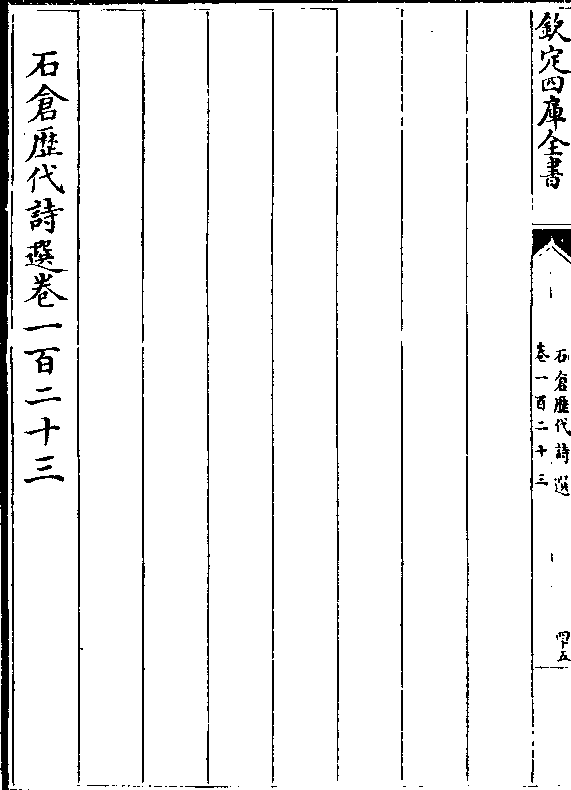 欽定四庫全書
石倉歷代詩選
卷一百二十三
四十五
石倉歷代詩選卷一百二十三